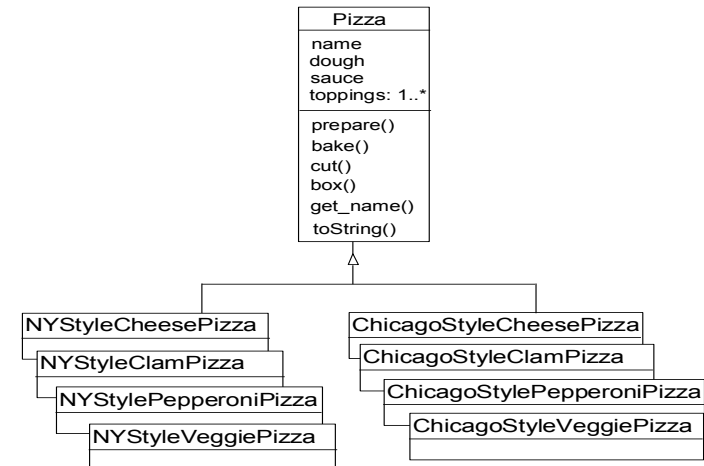 Pizza
name
dough
sauce
toppings: 1..*
prepare()
bake()
cut()
box()
get_name()
toString()
NYStyleCheesePizza
NYStyleClamPizza
NYStylePepperoniPizza
NYStyleVeggiePizza
ChicagoStyleCheesePizza
ChicagoStyleClamPizza
ChicagoStylePepperoniPizza
ChicagoStyleVeggiePizza